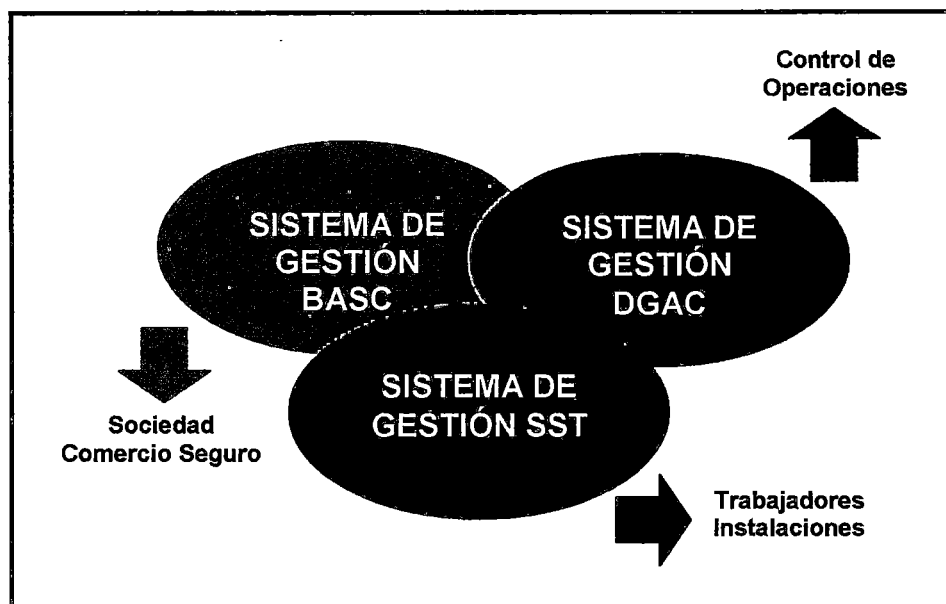 Control de
Operaciones
SISTEMA DE
GESTIÓN
BASC
SISTEMA DE
GESTIÓN
DGAC
SISTEMA DE
GESTIÓN SST
Sociedad
Comercio Seguro
Trabajadores
Instalaciones